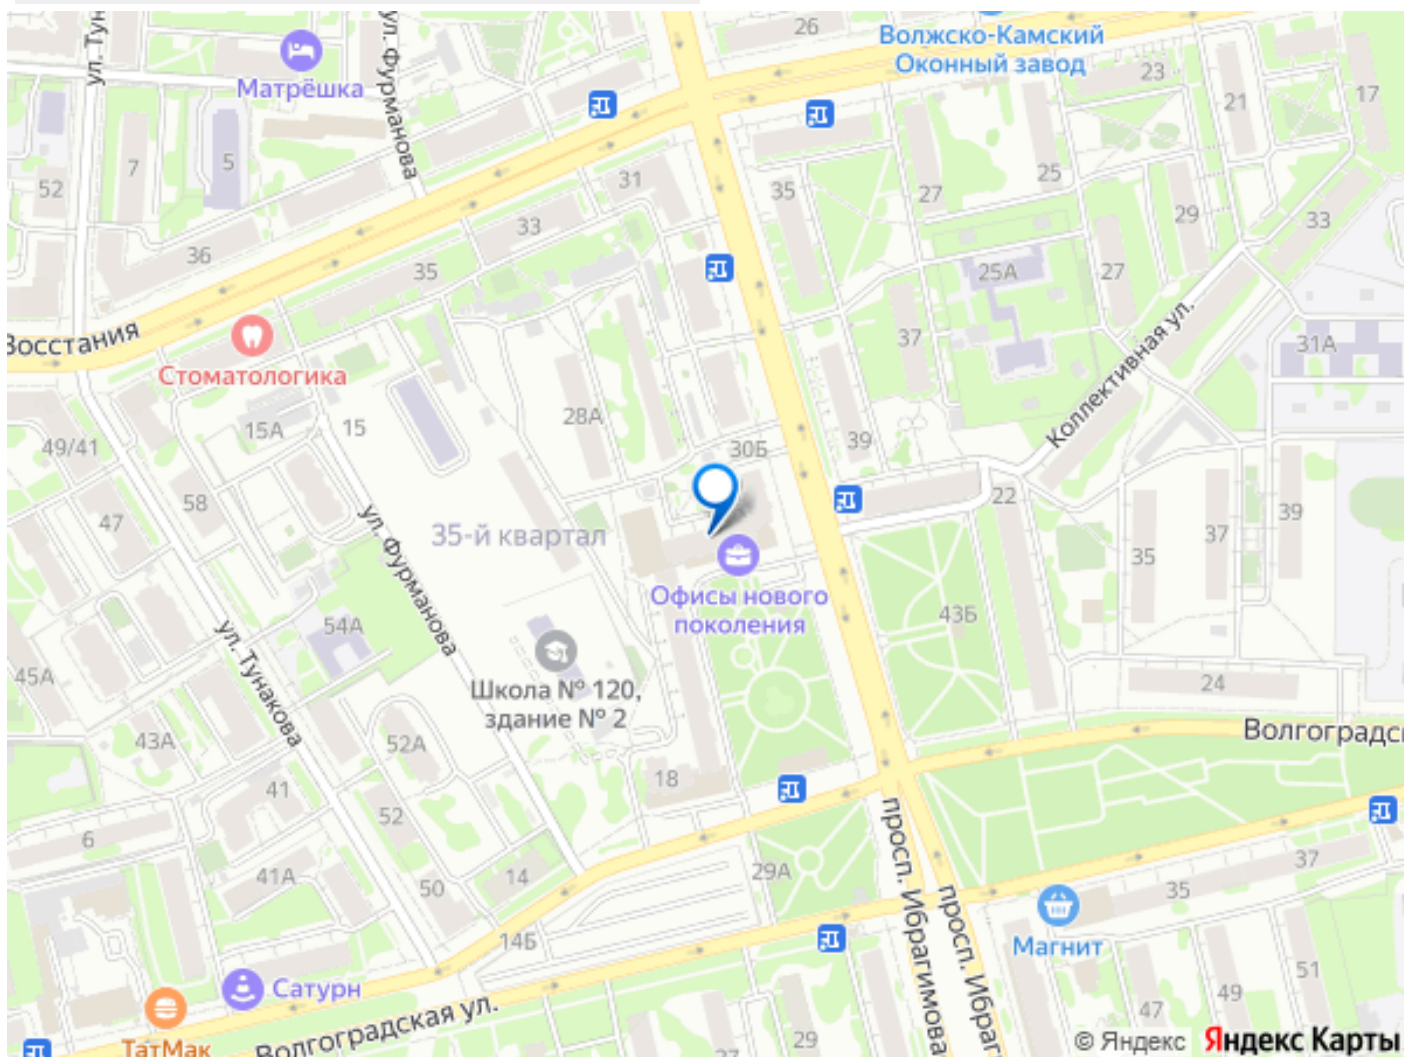 ул. Тун
ул. Фурманова
Матрёшка
26
Волжско-Камский
Оконный завод
23
21
17
7
5
52
31
33
35
27
25
29
33
36
35
25А
27
37
31А
Восстания
Стоматологика
Коллективная ул.
49/41
15А
15
28А
30Б
39
58
47
22
39
37
35
35-й квартал
ул. Фурманова
Офисы нового
поколения
43Б
54А
ул. Тунакова
45А
Школа № 120,
здание № 2
24
43А
52А
Волгоградс
18
41
52
6
29А
37
41А
50
14
35
14Б
просп. Ибрагимова
просп. Ибраг
Магнит
Сатурн
51
49
47
ТатМак
Волгоградская ул.
27
29
© Яндекс Яндекс Карты